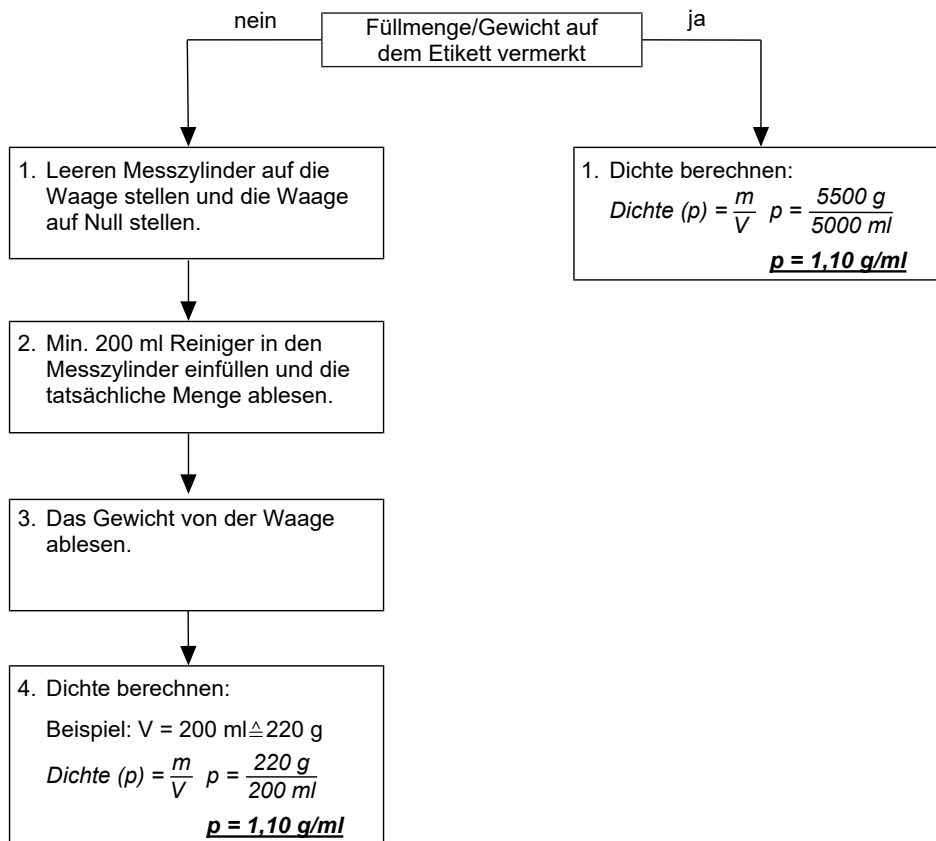 nein
Füllmenge/Gewicht auf
dem Etikett vermerkt
ja
1. Leeren Messzylinder auf die
Waage stellen und die Waage
auf Null stellen.
2. Min. 200 ml Reiniger in den
Messzylinder einfüllen und die
tatsächliche Menge ablesen.
3. Das Gewicht von der Waage
ablesen.
4. Dichte berechnen:
Beispiel: V = 200 ml≙220 g
Dichte (p) = m/V p = 220 g/200 ml
p = 1,10 g/ml
1. Dichte berechnen:
Dichte (p) = m/V p = 5500 g/5000 ml
p = 1,10 g/ml